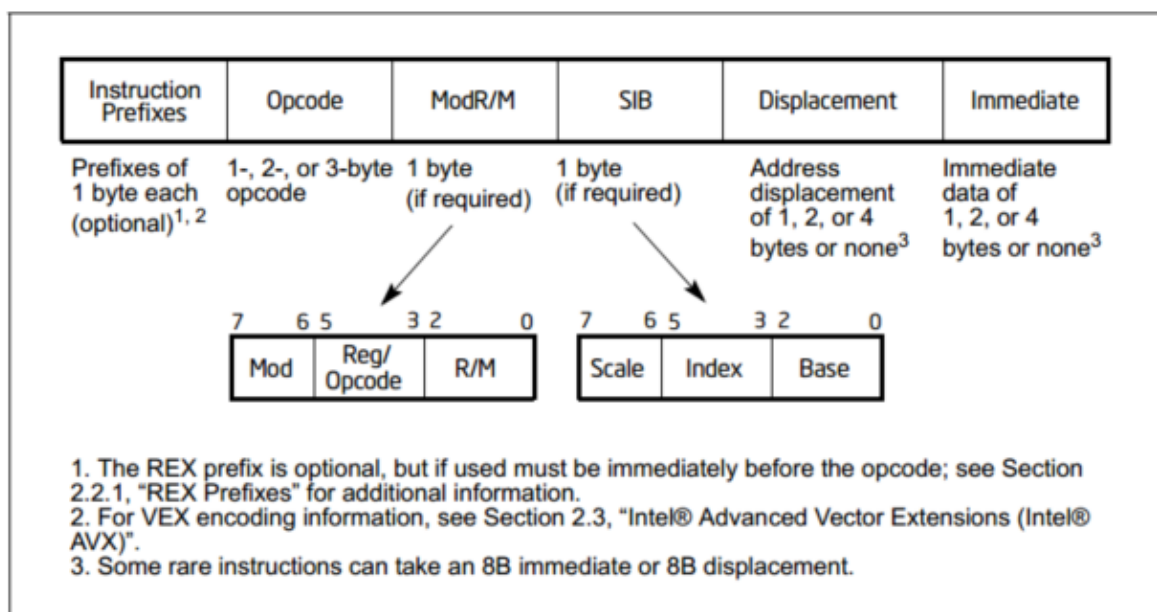 Instruction Prefixes
Opcode
ModR/M
SIB
Displacement
Immediate
Prefixes of
1 byte each
(optional)1, 2
1-, 2-, or 3-byte
opcode
1 byte
(if required)
1 byte
(if required)
Address
displacement
of 1, 2, or 4
bytes or none3
Immediate
data of
1, 2, or 4
bytes or none3
7 6 5 3 2 0
Mod
Reg/
Opcode
R/M
7 6 5 3 2 0
Scale
Index
Base
1. The REX prefix is optional, but if used must be immediately before the opcode; see Section
2.2.1, “REX Prefixes” for additional information.
2. For VEX encoding information, see Section 2.3, “Intel® Advanced Vector Extensions (Intel®
AVX)”.
3. Some rare instructions can take an 8B immediate or 8B displacement.